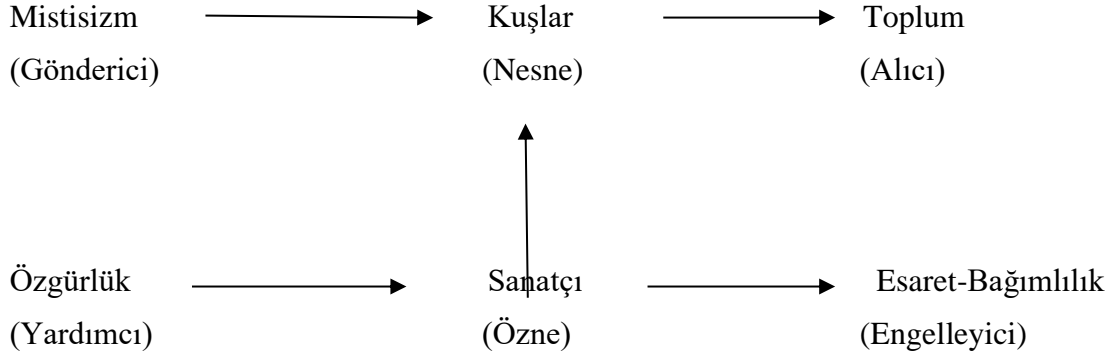 Mistisizm Kuşlar Toplum
(Gönderici) (Nesne) (Alıcı)
Özgürlük Sanatçı Esaret-Bağımlılık
(Yardımcı) (Özne) (Engelleyici)